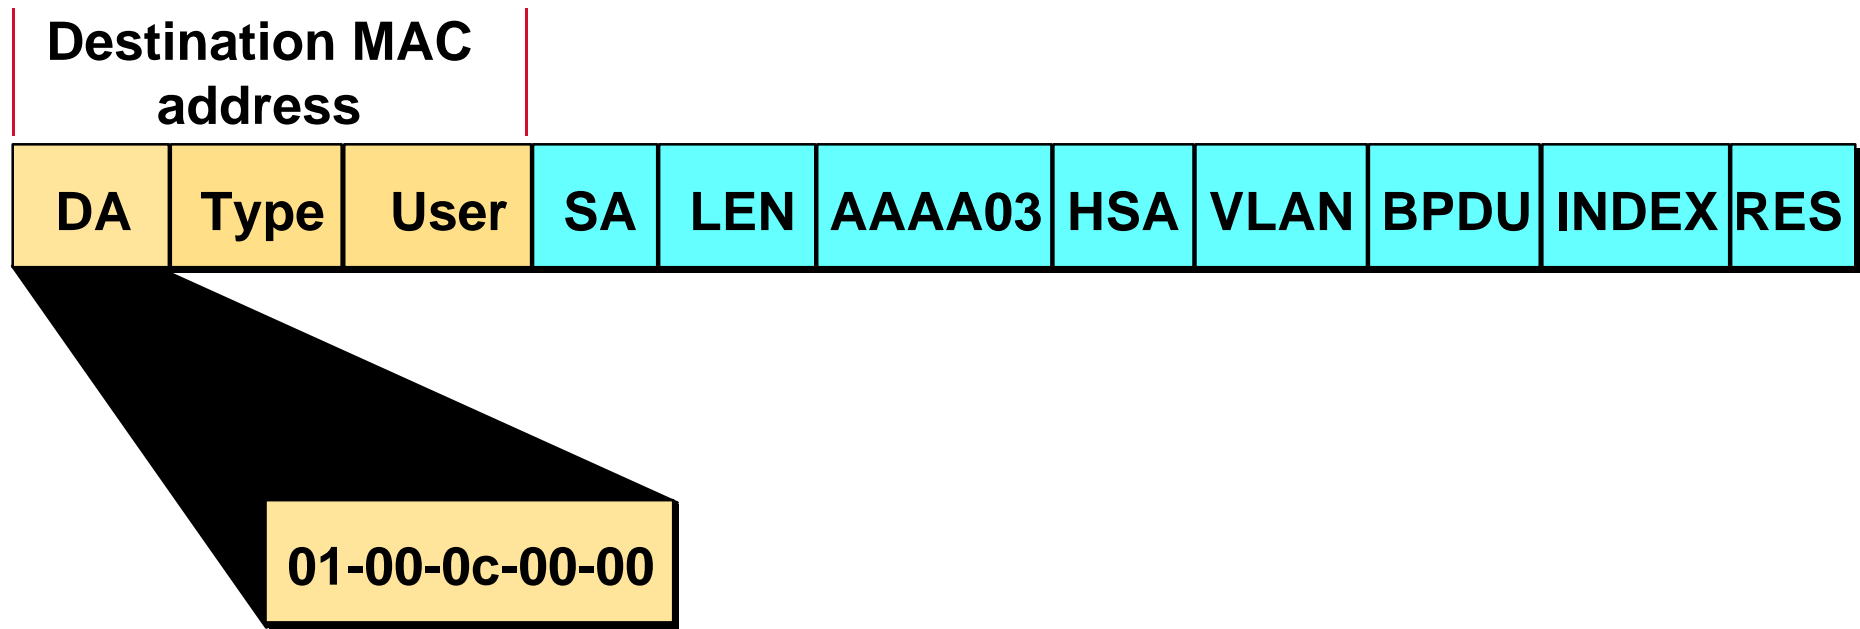 Destination MAC
address
DA Type User SA LEN AAAA03 HSA VLAN BPDU INDEX RES
01-00-0c-00-00